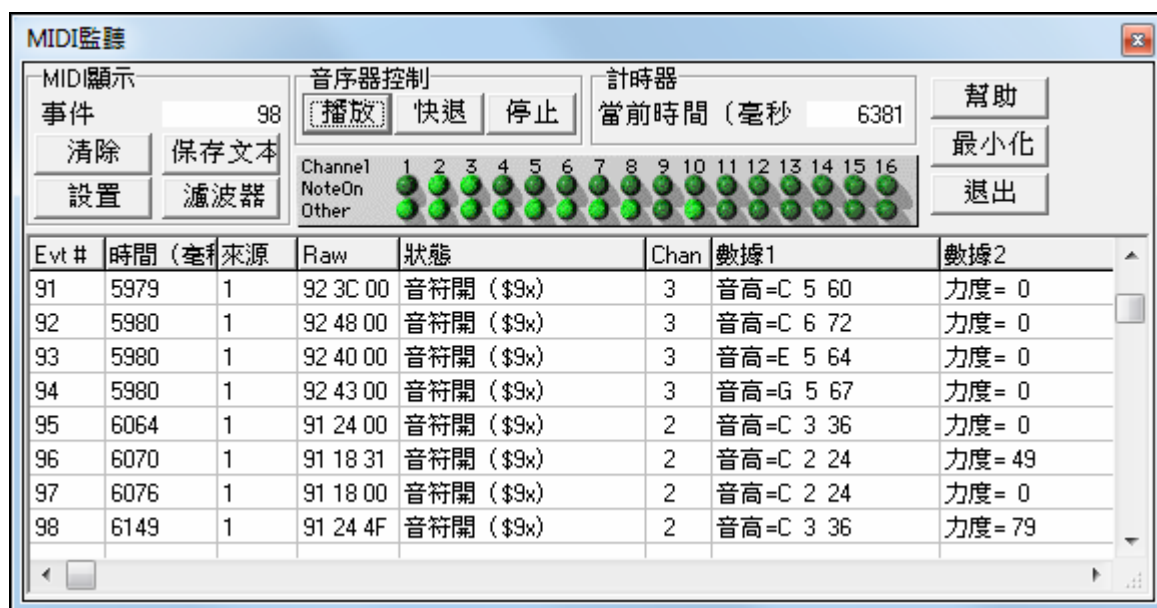 MIDI監聽
MIDI顯示 音序器控制 計時器
事件 98 播放 快退 停止 當前時間（毫秒 6381 幫助
清除 保存文本 最小化
設置 濾波器 退出
Channel 1 2 3 4 5 6 7 8 9 10 11 12 13 14 15 16
NoteOn
Other
Evt # 時間（毫秒 來源 Raw 狀態 Chan 數據1 數據2
91 5979 1 92 3C 00 音符開（$9x） 3 音高=C 5 60 力度= 0
92 5980 1 92 48 00 音符開（$9x） 3 音高=C 6 72 力度= 0
93 5980 1 92 40 00 音符開（$9x） 3 音高=E 5 64 力度= 0
94 5980 1 92 43 00 音符開（$9x） 3 音高=G 5 67 力度= 0
95 6064 1 91 24 00 音符開（$9x） 2 音高=C 3 36 力度= 0
96 6070 1 91 18 31 音符開（$9x） 2 音高=C 2 24 力度= 49
97 6076 1 91 18 00 音符開（$9x） 2 音高=C 2 24 力度= 0
98 6149 1 91 24 4F 音符開（$9x） 2 音高=C 3 36 力度= 79